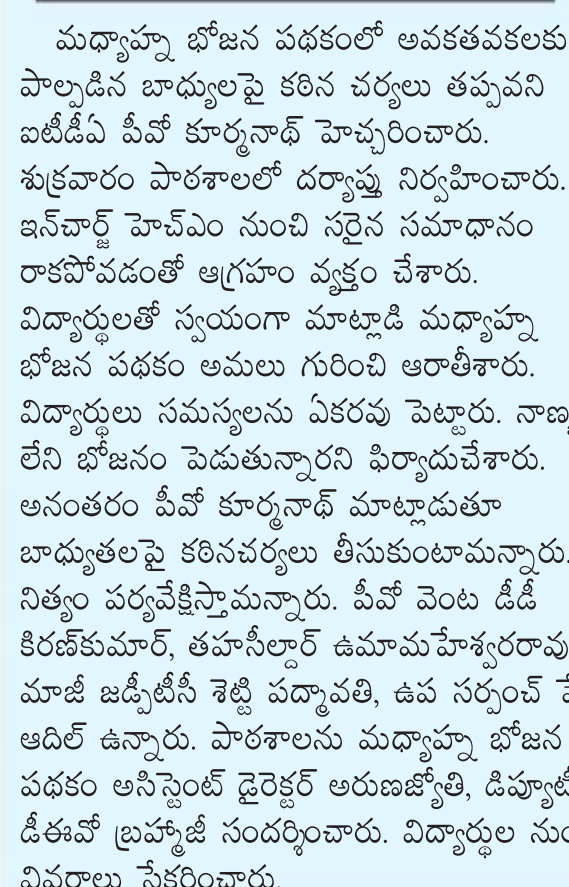 మధ్యాహ్న భోజన పథకంలో అవకతవకలకు
పాల్పడిన బాధ్యులపై కఠిన చర్యలు తప్పవని
ఐటీడీఏ పీవో కూర్మనాథ్ హెచ్చరించారు.
శుక్రవారం పాఠశాలలో దర్యాప్తు నిర్వహించారు.
ఇన్‌చార్జ్ హెచ్ఎం నుంచి సరైన సమాధానం
రాకపోవడంతో ఆగ్రహం వ్యక్తం చేశారు.
విద్యార్థులతో స్వయంగా మాట్లాడి మధ్యాహ్న
భోజన పథకం అమలు గురించి ఆరాతీశారు.
విద్యార్థులు సమస్యలను ఏకరవు పెట్టారు.
లేని భోజనం పెడుతున్నారని ఫిర్యాదుచేశారు.
అనంతరం పీవో కూర్మనాథ్ మాట్లాడుతూ
బాధ్యుతలపై కఠినచర్యలు తీసుకుంటామన్నారు.
నిత్యం పర్యవేక్షిస్తామన్నారు. పీవో వెంట డీడీ
కిరణ్‌కుమార్, తహసీల్దార్ ఉమామహేశ్వరరావు
మాజీ జడ్పీటీసీ శెట్టి పద్మావతి, ఉప సర్పంచ్
ఆదిల్ ఉన్నారు. పాఠశాలను మధ్యాహ్న భోజన
పథకం అసిస్టెంట్ డైరెక్టర్ అరుణజ్యోతి,
డీఈవో బ్రహ్మాజీ సందర్శించారు. విద్యార్థుల
వివరాలు సేకరించారు.